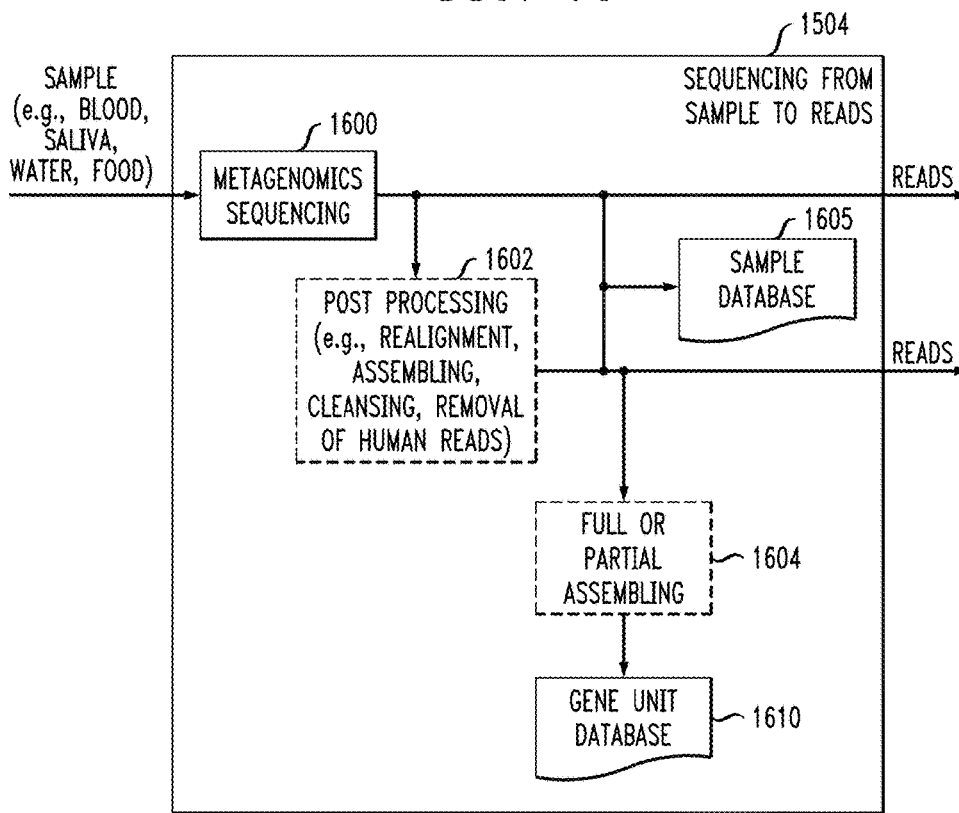 1504
SAMPLE
(e.g., BLOOD,
SALIVA,
WATER, FOOD)
SEQUENCING FROM
SAMPLE TO READS
1600
METAGENOMICS
SEQUENCING
READS
1605
SAMPLE
DATABASE
1602
POST PROCESSING
(e.g., REALIGNMENT,
ASSEMBLING,
CLEANSING, REMOVAL
OF HUMAN READS)
READS
FULL OR
PARTIAL
ASSEMBLING
1604
GENE UNIT
DATABASE
1610